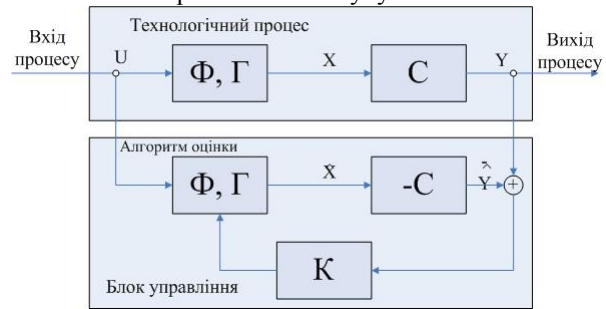 Технологічний процес
Вхід
процесу
U
Ф, Г
X
C
Y
Вихід
процесу
Алгоритм оцінки
Ф, Г
X̂
-C
Ŷ
+
К
Блок управління